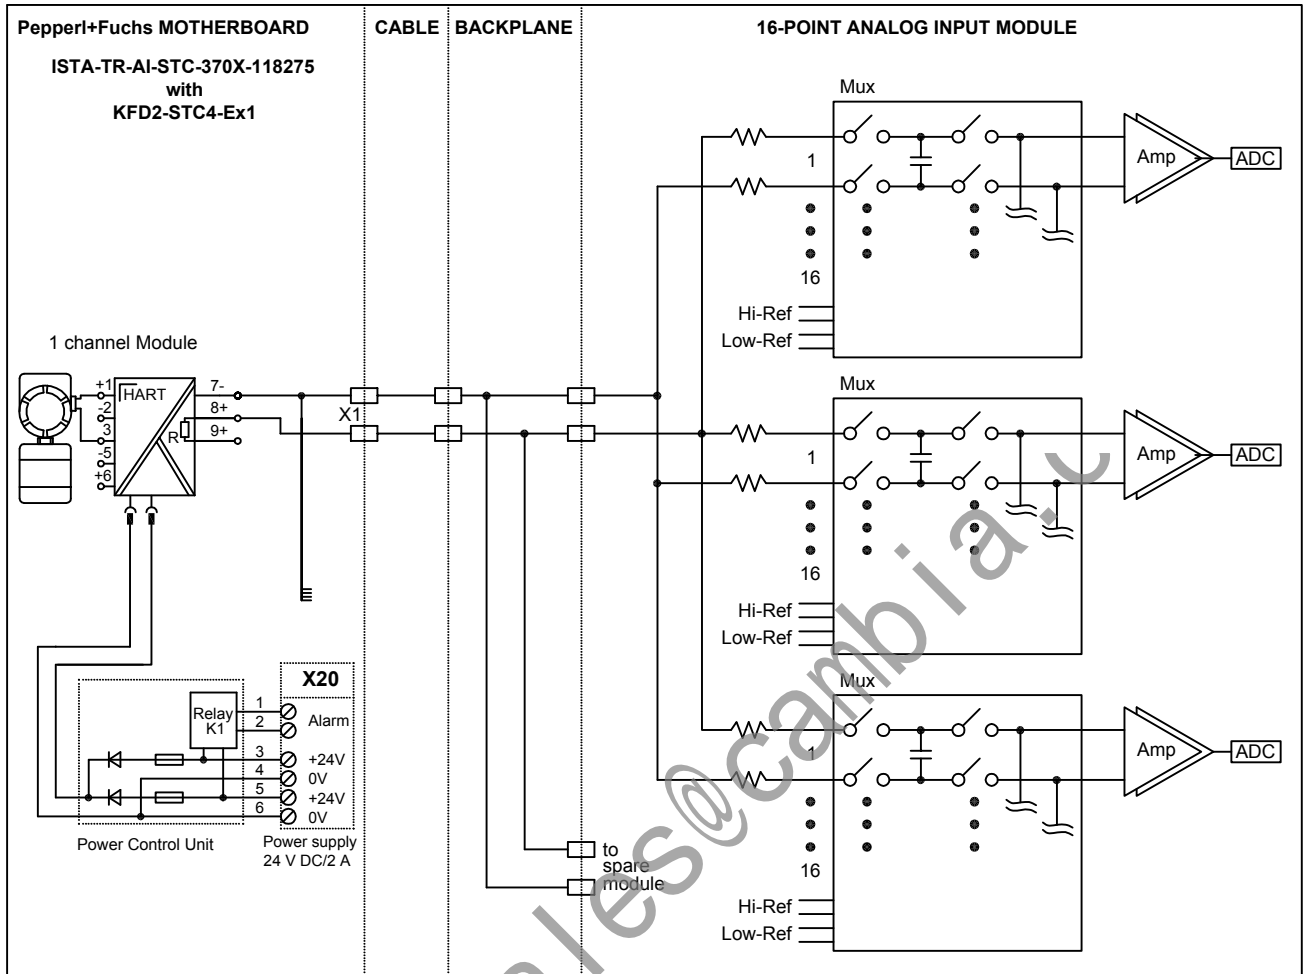 Pepperl+Fuchs MOTHERBOARD
CABLE
BACKPLANE
16-POINT ANALOG INPUT MODULE
ISTA-TR-AI-STC-370X-118275
with
KFD2-STC4-Ex1
Mux
1
16
Hi-Ref
Low-Ref
Amp
ADC
1 channel Module
+1
-2
3
-5
+6
HART
R
7-
8+
9+
X1
Mux
1
16
Hi-Ref
Low-Ref
Amp
ADC
X20
Relay
K1
1
2
Alarm
3
+24V
4
0V
5
+24V
6
0V
Power Control Unit
Power supply
24 V DC/2 A
to
spare
module
Mux
1
16
Hi-Ref
Low-Ref
Amp
ADC
ales@cambia.c